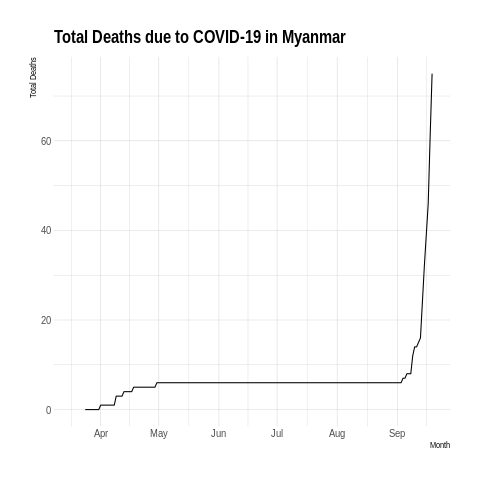 Total Deaths due to COVID-19 in Myanmar
Total Deaths
60
40
20
0
Apr May Jun Jul Aug Sep
Month